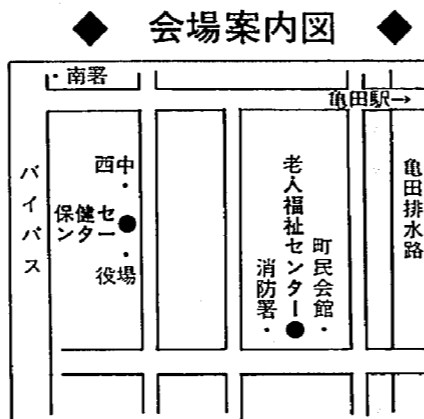 ◆ 会場案内図 ◆
・南署
亀田駅→
バイパス
西中・
保健センター●
・役場
老人福祉センター●
消防署・
町民会館・
亀田排水路